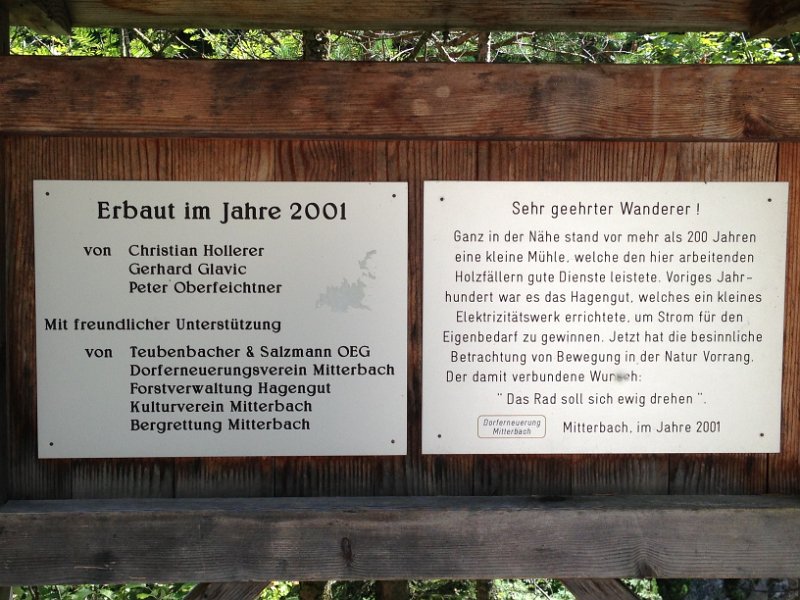 Erbaut im Jahre 2001
von Christian Hollerer
Gerhard Glavic
Peter Oberfeichtner
Mit freundlicher Unterstützung
von Teubenbacher & Salzmann OEG
Dorferneuerungsverein Mitterbach
Forstverwaltung Hagengut
Kulturverein Mitterbach
Bergrettung Mitterbach
Sehr geehrter Wanderer !
Ganz in der Nähe stand vor mehr als 200 Jahren
eine kleine Mühle, welche den hier arbeitenden
Holzfällern gute Dienste leistete. Voriges Jahr-
hundert war es das Hagengut, welches ein kleines
Elektrizitätswerk errichtete, um Strom für den
Eigenbedarf zu gewinnen. Jetzt hat die besinnliche
Betrachtung von Bewegung in der Natur Vorrang.
Der damit verbundene Wunsch:
" Das Rad soll sich ewig drehen ".
Dorferneuerung
Mitterbach
Mitterbach, im Jahre 2001